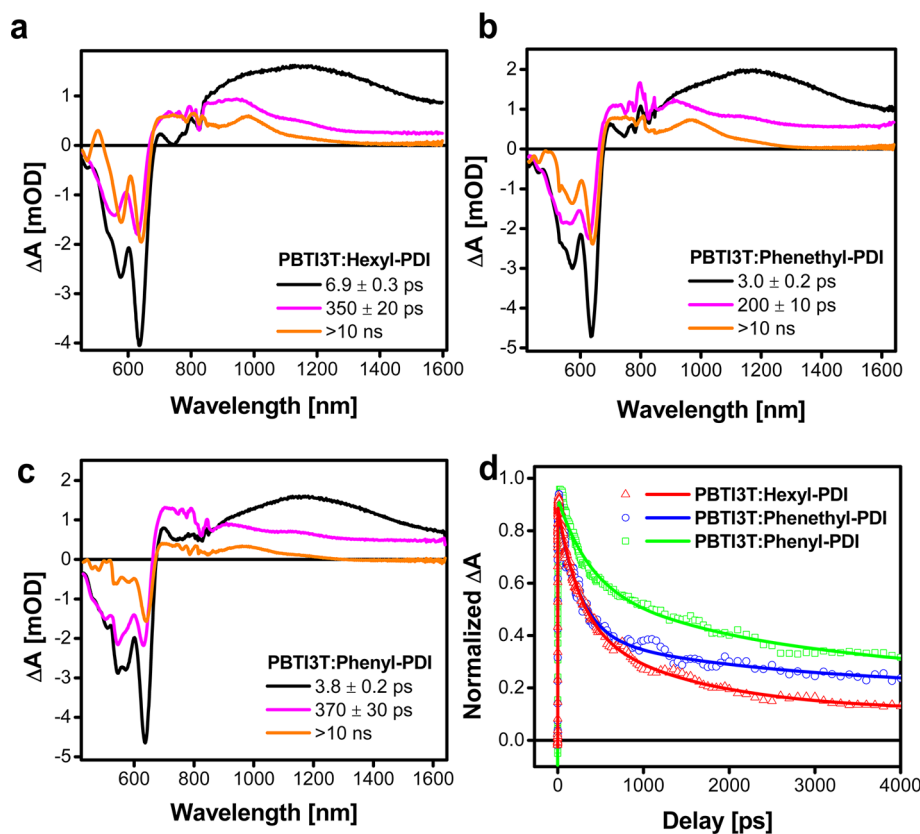 a
ΔA [mOD]
1
0
-1
-2
-3
-4
PBTI3T:Hexyl-PDI
6.9 ± 0.3 ps
350 ± 20 ps
>10 ns
600 800 1000 1200 1400 1600
Wavelength [nm]
b
ΔA [mOD]
2
1
0
-1
-2
-3
-4
-5
PBTI3T:Phenethyl-PDI
3.0 ± 0.2 ps
200 ± 10 ps
>10 ns
600 800 1000 1200 1400 1600
Wavelength [nm]
c
ΔA [mOD]
2
1
0
-1
-2
-3
-4
-5
PBTI3T:Phenyl-PDI
3.8 ± 0.2 ps
370 ± 30 ps
>10 ns
600 800 1000 1200 1400 1600
Wavelength [nm]
d
Normalized ΔA
1.0
0.8
0.6
0.4
0.2
0.0
PBTI3T:Hexyl-PDI
PBTI3T:Phenethyl-PDI
PBTI3T:Phenyl-PDI
0 1000 2000 3000 4000
Delay [ps]